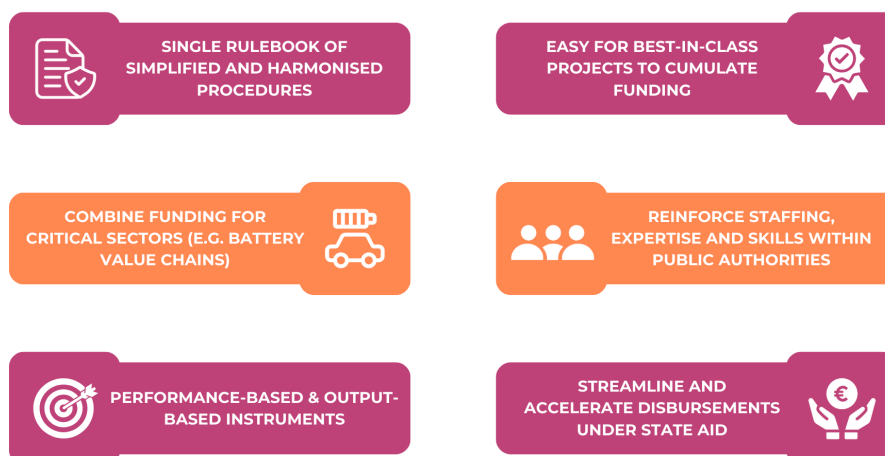 SINGLE RULEBOOK OF
SIMPLIFIED AND HARMONISED
PROCEDURES
EASY FOR BEST-IN-CLASS
PROJECTS TO CUMULATE
FUNDING
COMBINE FUNDING FOR
CRITICAL SECTORS (E.G. BATTERY
VALUE CHAINS)
REINFORCE STAFFING,
EXPERTISE AND SKILLS WITHIN
PUBLIC AUTHORITIES
PERFORMANCE-BASED & OUTPUT-
BASED INSTRUMENTS
STREAMLINE AND
ACCELERATE DISBURSEMENTS
UNDER STATE AID
€